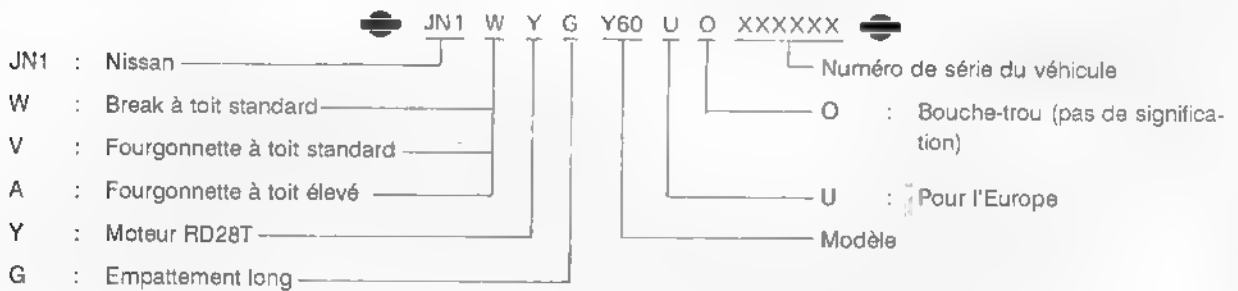 JN1 W Y G Y60 U O XXXXXX
JN1 : Nissan
W : Break à toit standard
V : Fourgonnette à toit standard
A : Fourgonnette à toit élevé
Y : Moteur RD28T
G : Empattement long
Numéro de série du véhicule
O : Bouche-trou (pas de significa-
tion)
U : Pour l'Europe
Modèle